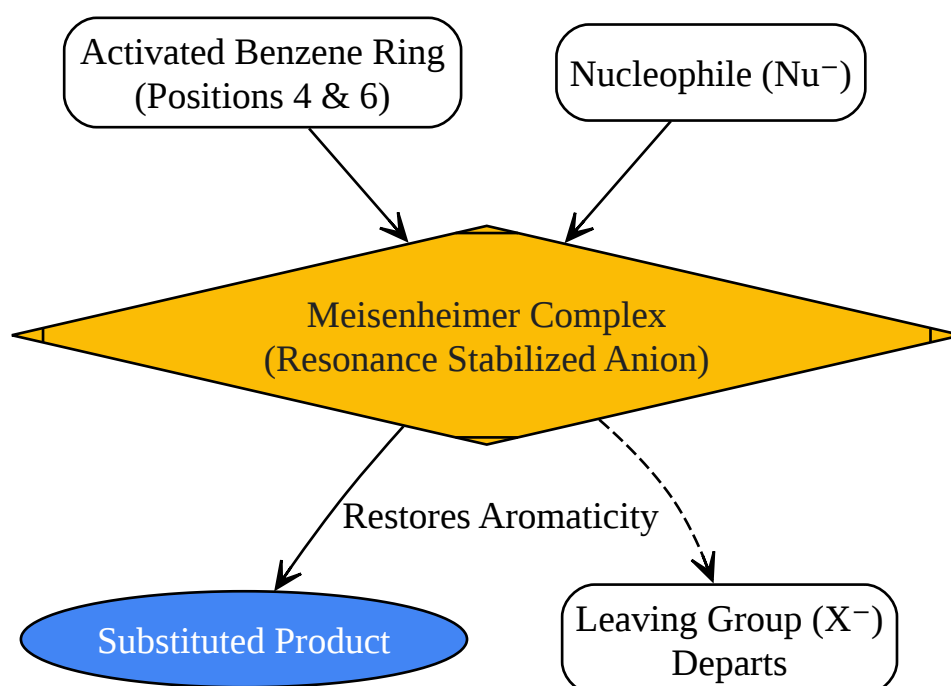 Activated Benzene Ring
(Positions 4 & 6)
Nucleophile (Nu⁻)
Meisenheimer Complex
(Resonance Stabilized Anion)
Restores Aromaticity
Substituted Product
Leaving Group (X⁻)
Departs